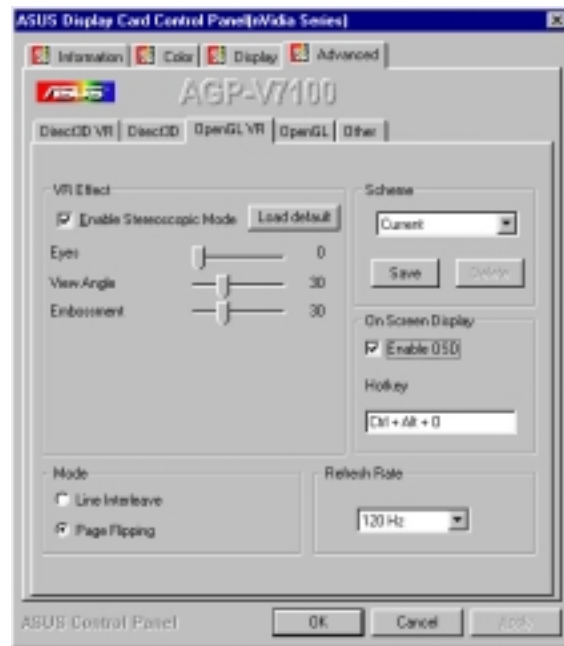 ASUS Display Card Control Panel(nVidia Series)
Information Color Display Advanced
ASUS AGP-V7100
Direct3D VR Direct3D OpenGL VR OpenGL Other
VR Effect
Enable Stereoscopic Mode Load default
Eyes 0
View Angle 30
Embossment 30
Scheme
Current
Save Delete
On Screen Display
Enable OSD
Hotkey
Ctrl + Alt + O
Mode
Line Interleave
Page Flipping
Refresh Rate
120 Hz
ASUS Control Panel OK Cancel Apply